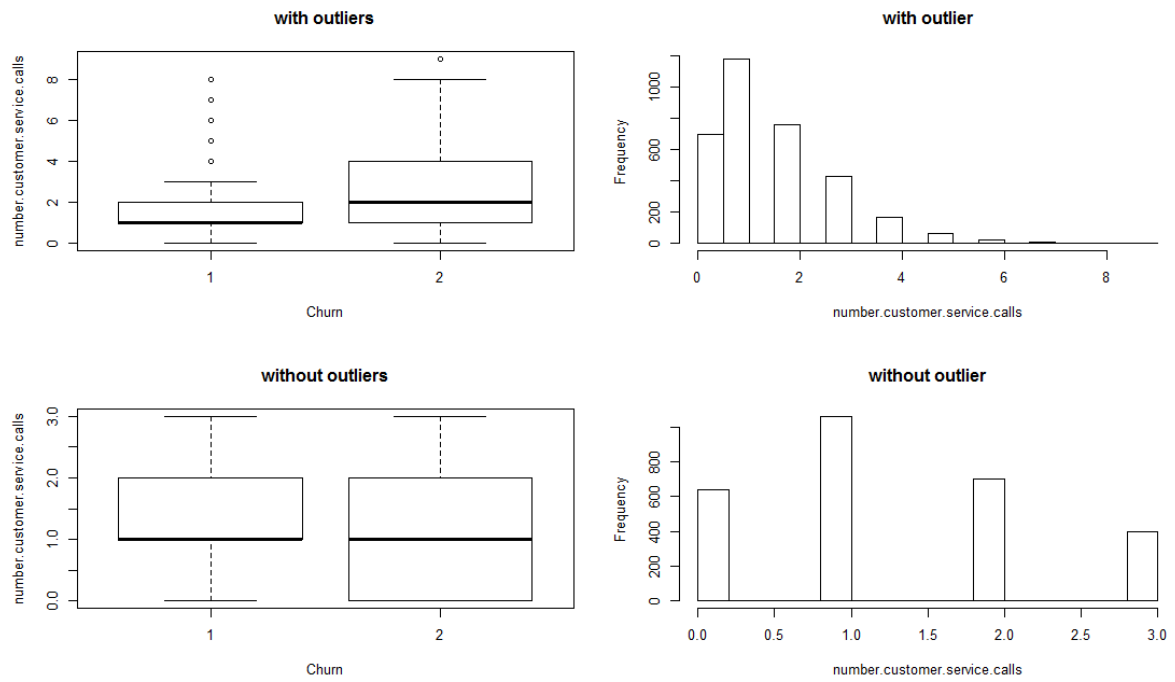 with outliers
number.customer.service.calls
8
6
4
2
0
1 2
Churn
with outlier
Frequency
1000
600
200
0
0 2 4 6 8
number.customer.service.calls
without outliers
number.customer.service.calls
3.0
2.0
1.0
0.0
1 2
Churn
without outlier
Frequency
800
600
400
200
0
0.0 0.5 1.0 1.5 2.0 2.5 3.0
number.customer.service.calls